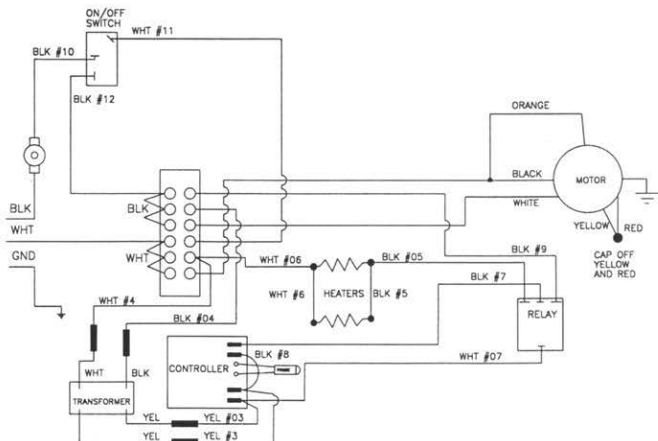 ON/OFF
SWITCH
WHT #11
BLK #10
BLK #12
ORANGE
BLACK
MOTOR
WHITE
YELLOW
RED
CAP OFF
YELLOW
AND RED
BLK
BLK
WHT
GND
WHT
WHT #06
BLK #05
BLK #9
BLK #7
WHT #6
HEATERS
BLK #5
RELAY
WHT #4
BLK #04
BLK #8
WHT #07
CONTROLLER
WHT
BLK
TRANSFORMER
YEL
YEL #03
YEL
YEL #3